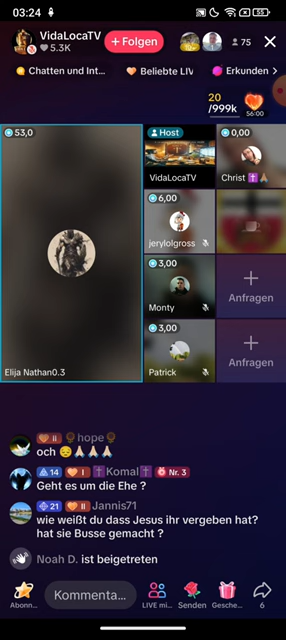 03:24
55
VidaLocaTV
5.3K
+ Folgen
75
Chatten und Int...
Beliebte LIV
Erkunden >
20
/999k
56:00
53,0
Host
0,00
VidaLocaTV
Christ ✝️🙏🏽
6,00
jerylolgross
3,00
Monty
Anfragen
3,00
Patrick
Anfragen
Elija Nathan0.3
II 🌻hope🌻
och 😔🙏🏻🙏🏻🙏🏻
14 I ✝️Komal✝️ Nr. 3
Geht es um die Ehe ?
21 II Jannis71
wie weißt du dass Jesus ihr vergeben hat?
hat sie Busse gemacht ?
Noah D. ist beigetreten
Abonn...
Kommenta...
LIVE mi...
Senden
Gesche...
6